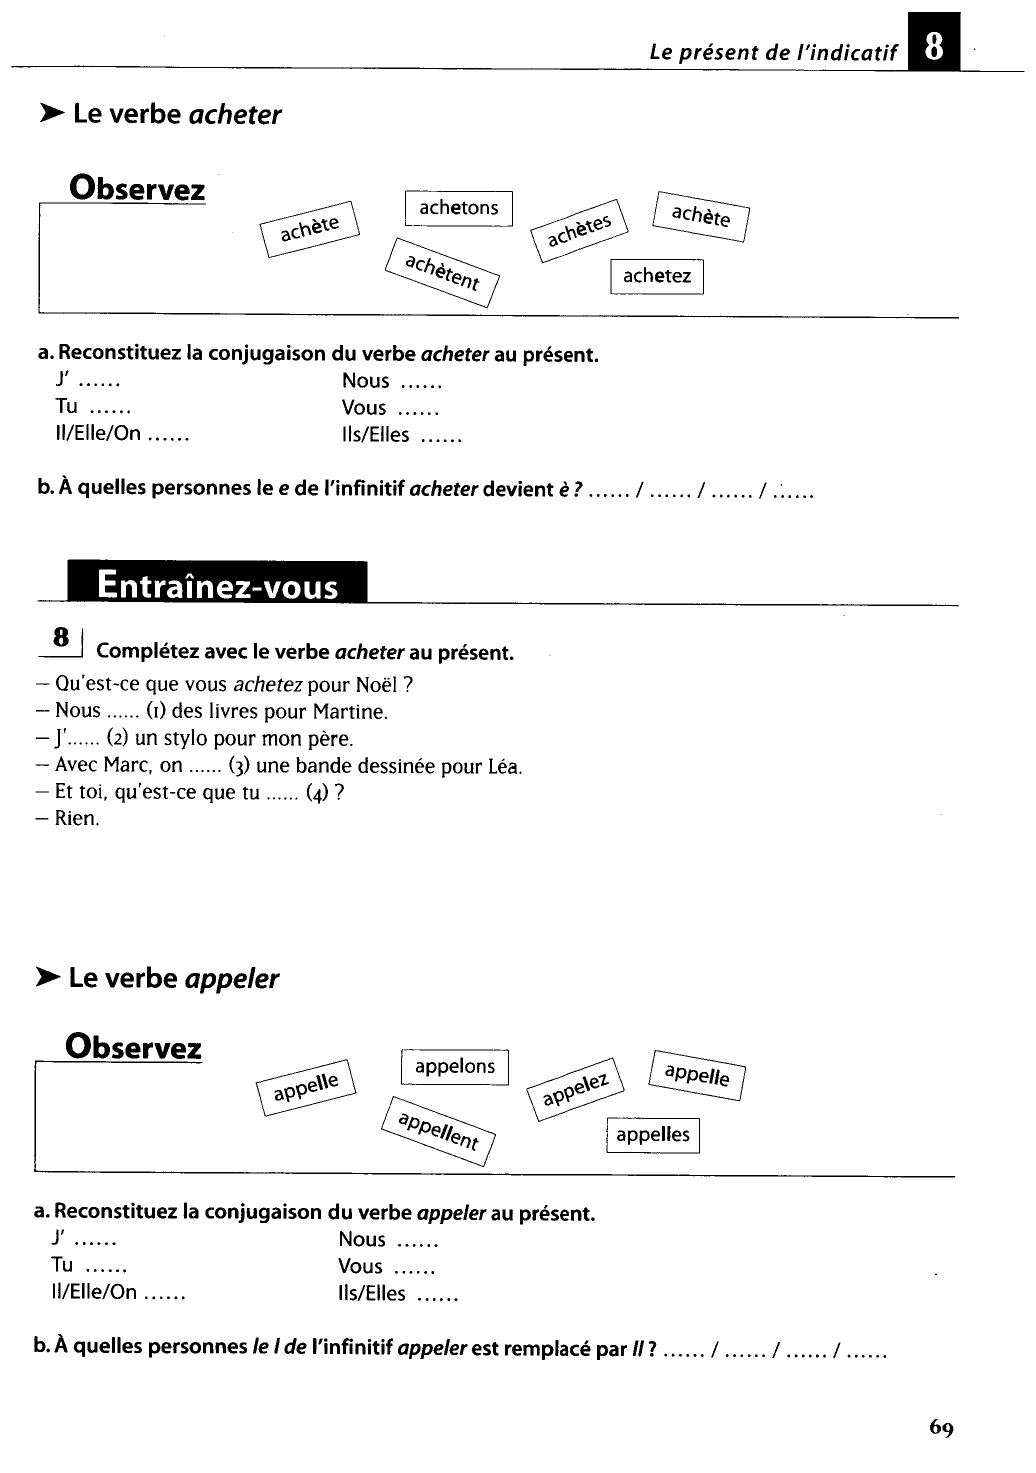 Le présent de l'indicatif 8
➤ Le verbe acheter
Observez
achète achetons achètes achète
achètent achetez
a. Reconstituez la conjugaison du verbe acheter au présent.
J' ...... Nous ......
Tu ...... Vous ......
Il/Elle/On ...... Ils/Elles ......
b. À quelles personnes le e de l'infinitif acheter devient è ? ...... / ...... / ...... / ......
Entraînez-vous
8 Complétez avec le verbe acheter au présent.
– Qu'est-ce que vous achetez pour Noël ?
– Nous ...... (1) des livres pour Martine.
– J'...... (2) un stylo pour mon père.
– Avec Marc, on ...... (3) une bande dessinée pour Léa.
– Et toi, qu'est-ce que tu ...... (4) ?
– Rien.
➤ Le verbe appeler
Observez
appelle appelons appelez appelle
appellent appelles
a. Reconstituez la conjugaison du verbe appeler au présent.
J' ...... Nous ......
Tu ...... Vous ......
Il/Elle/On ...... Ils/Elles ......
b. À quelles personnes le l de l'infinitif appeler est remplacé par ll ? ...... / ...... / ...... / ......
69